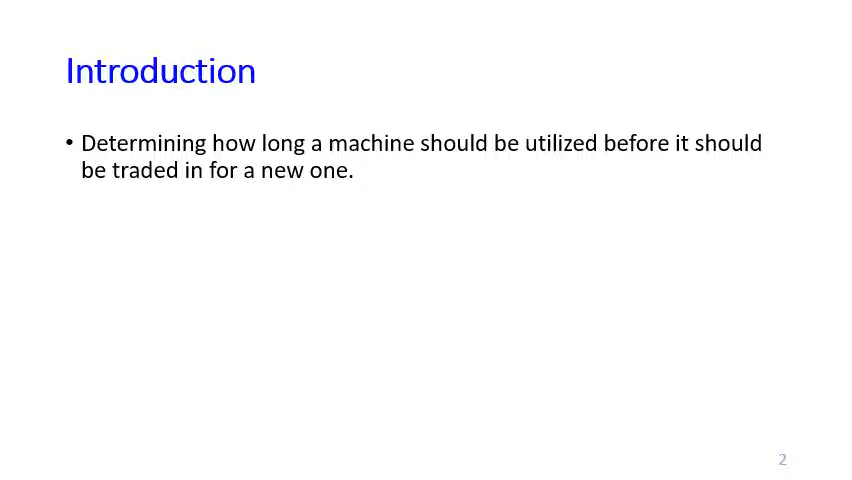 Introduction
• Determining how long a machine should be utilized before it should
be traded in for a new one.
2